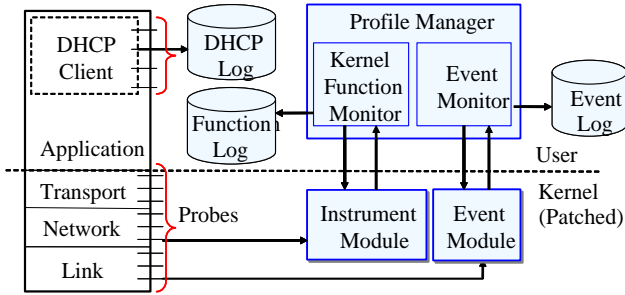 DHCP
Client
DHCP
Log
Profile Manager
Kernel
Function
Monitor
Event
Monitor
Function
Log
Event
Log
Application
User
Transport
Network
Link
Probes
Instrument
Module
Event
Module
Kernel
(Patched)